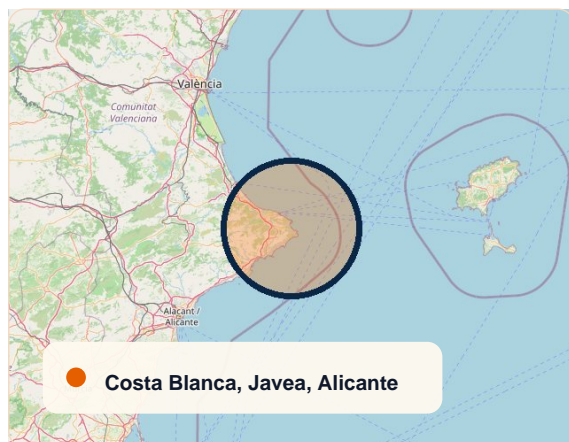 València
Comunitat
Valenciana
Alacant /
Alicante
Costa Blanca, Javea, Alicante